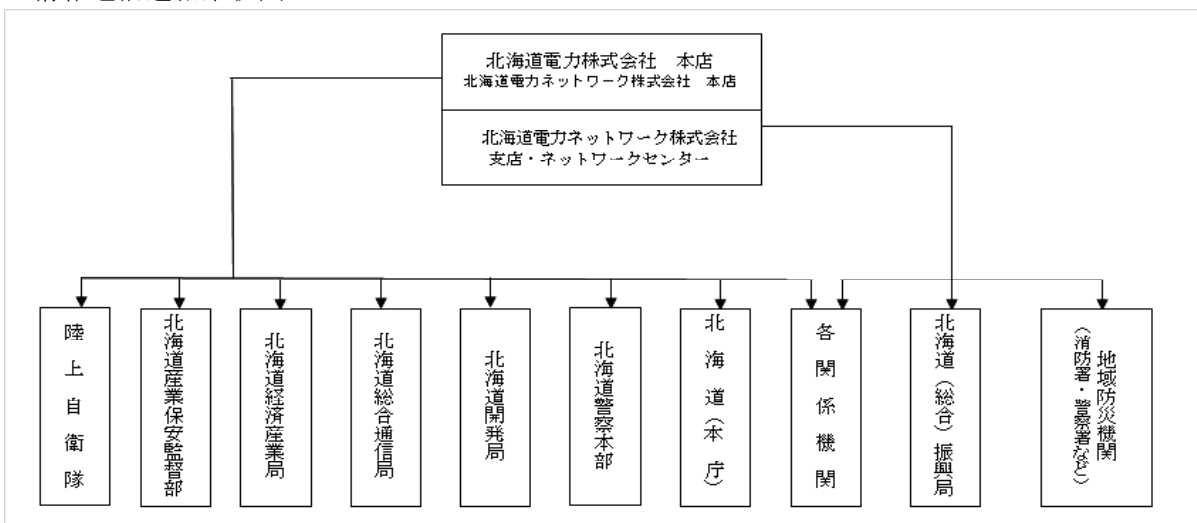 北海道電力株式会社　本店
北海道電力ネットワーク株式会社　本店
北海道電力ネットワーク株式会社
支店・ネットワークセンター
陸上自衛隊
北海道産業保安監督部
北海道経済産業局
北海道総合通信局
北海道開発局
北海道警察本部
北海道（本庁）
各関係機関
北海道（総合）振興局
地域防災機関
（消防署・警察署など）